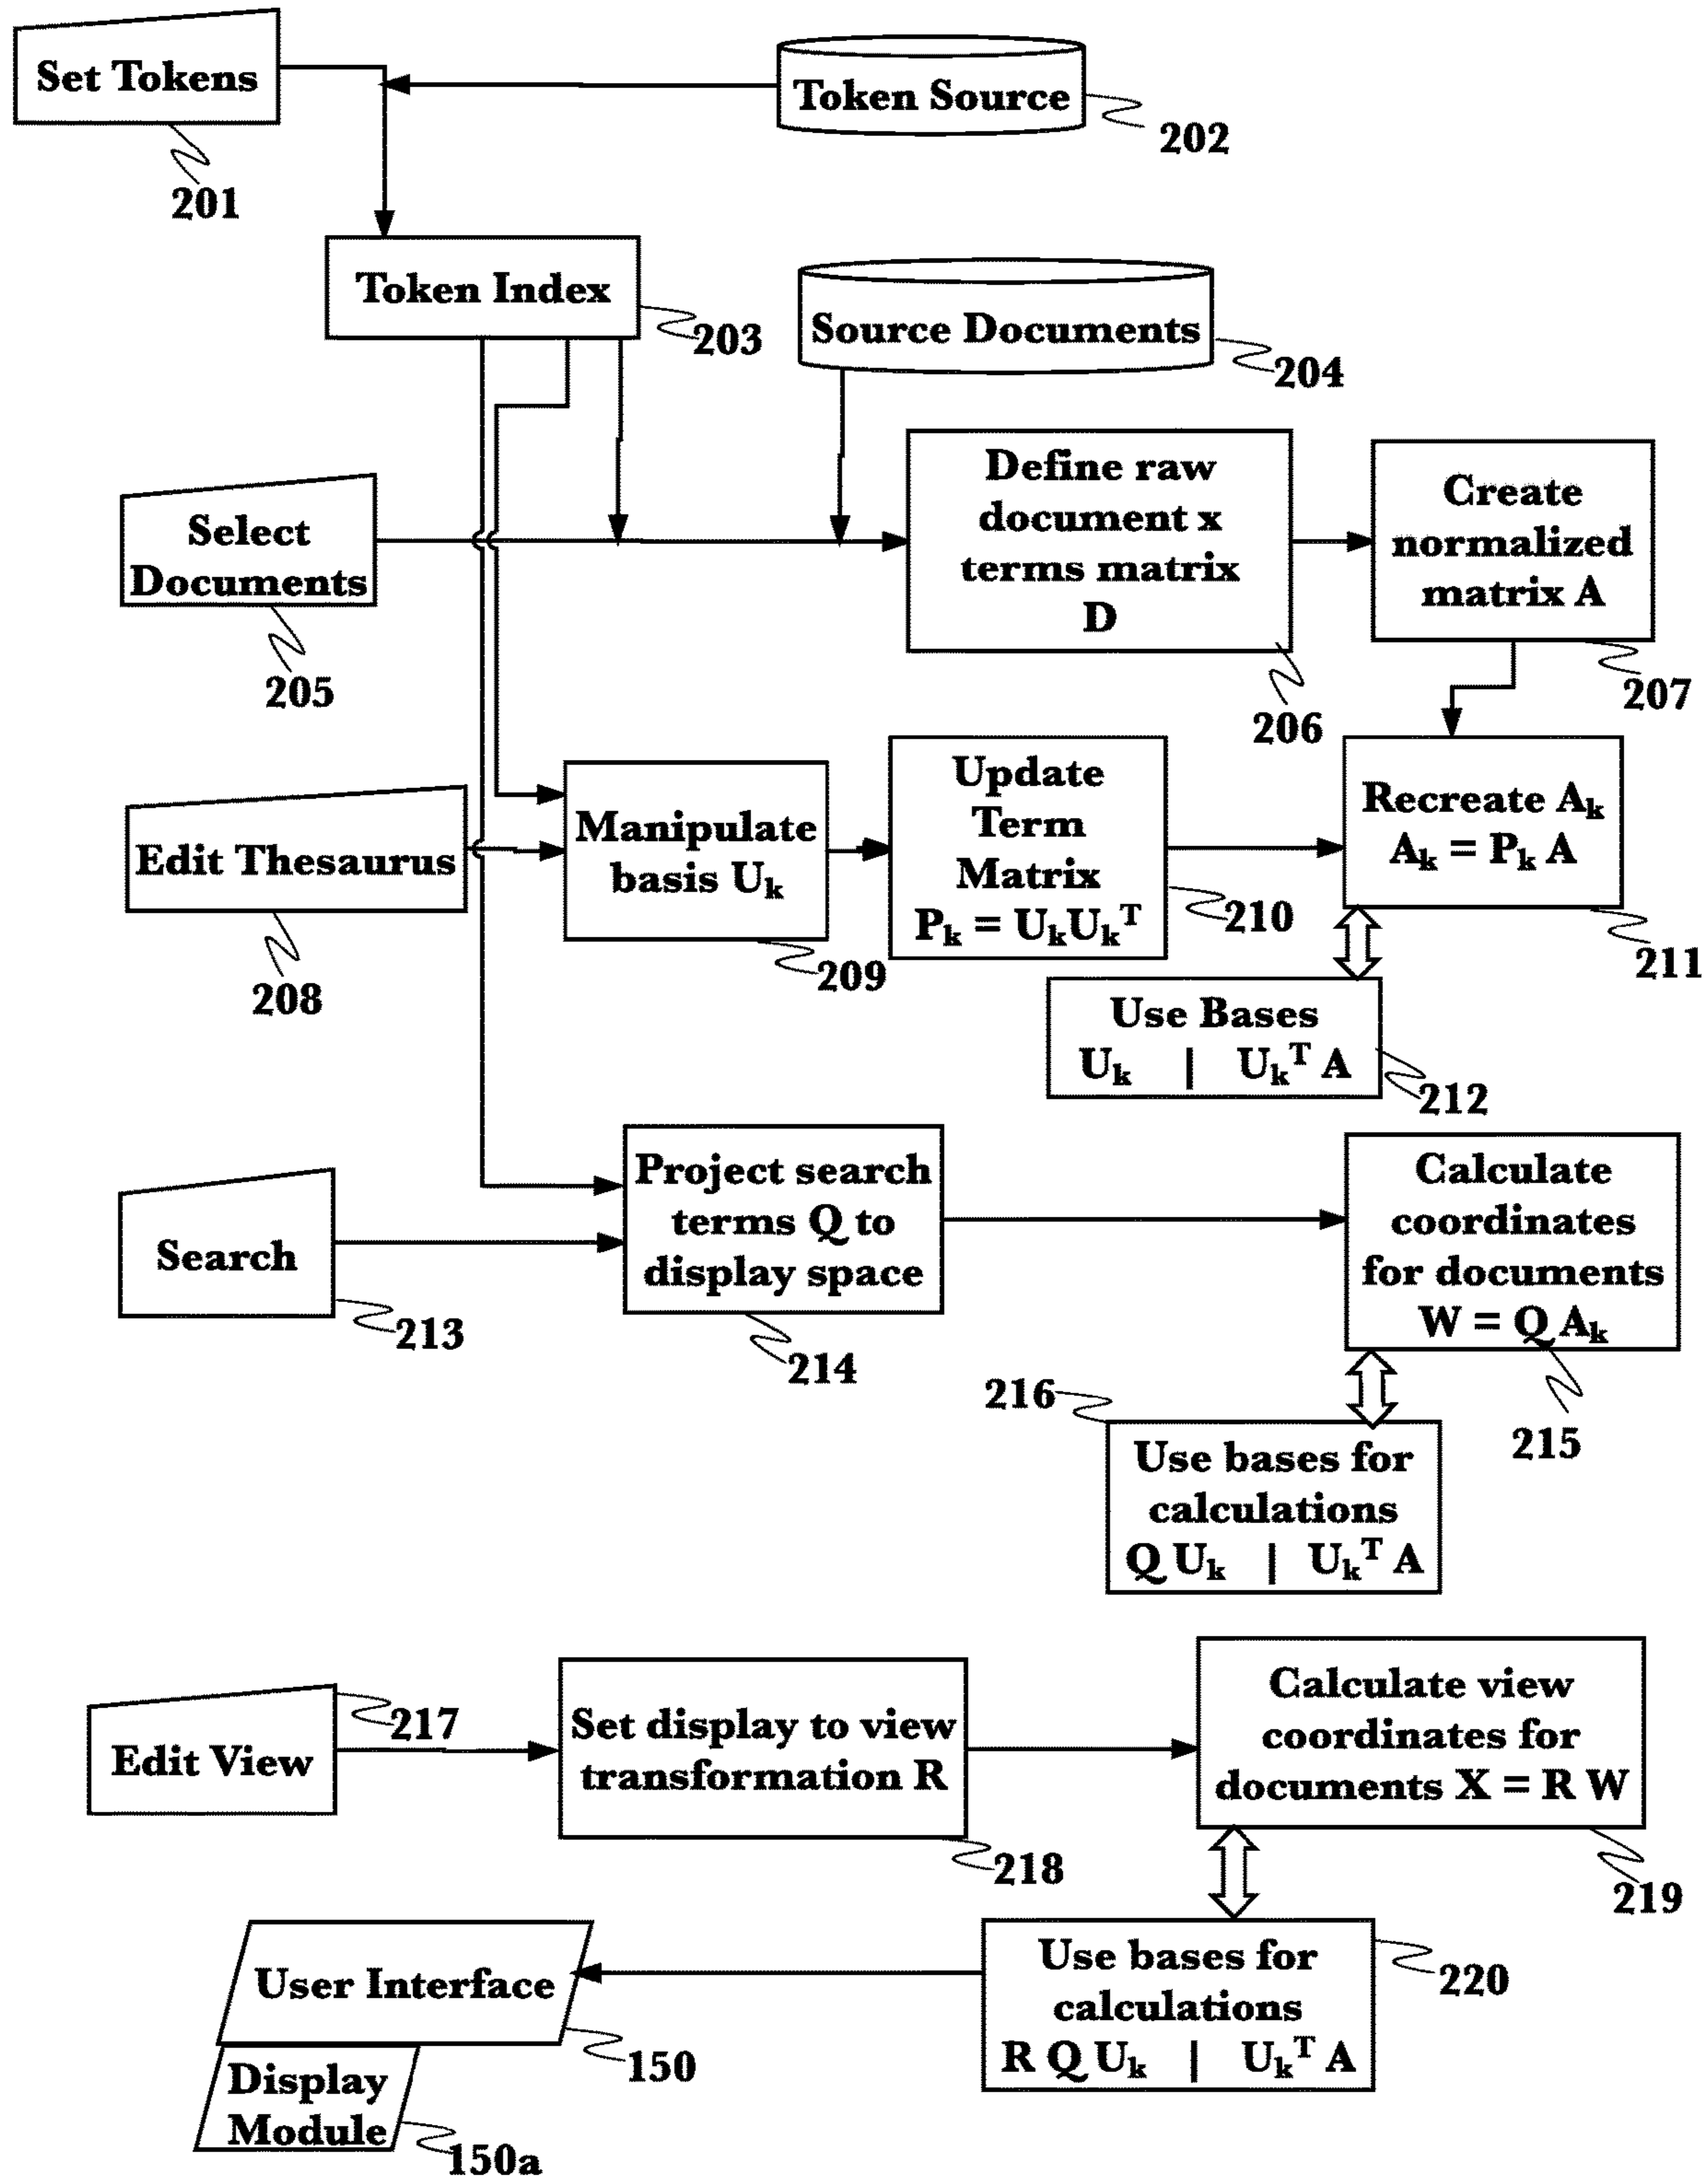 Set Tokens
201
Token Source
202
Token Index
203
Source Documents
204
Select
Documents
205
Define raw
document x
terms matrix
D
206
Create
normalized
matrix A
207
Edit Thesaurus
208
Manipulate
basis Uₖ
209
Update
Term
Matrix
Pₖ = UₖUₖᵀ
210
Recreate Aₖ
Aₖ = Pₖ A
211
Use Bases
Uₖ | Uₖᵀ A
212
Search
213
Project search
terms Q to
display space
214
Calculate
coordinates
for documents
W = Q Aₖ
215
216
Use bases for
calculations
Q Uₖ | Uₖᵀ A
Edit View
217
Set display to view
transformation R
218
Calculate view
coordinates for
documents X = R W
219
Use bases for
calculations
R Q Uₖ | Uₖᵀ A
220
User Interface
150
Display
Module
150a